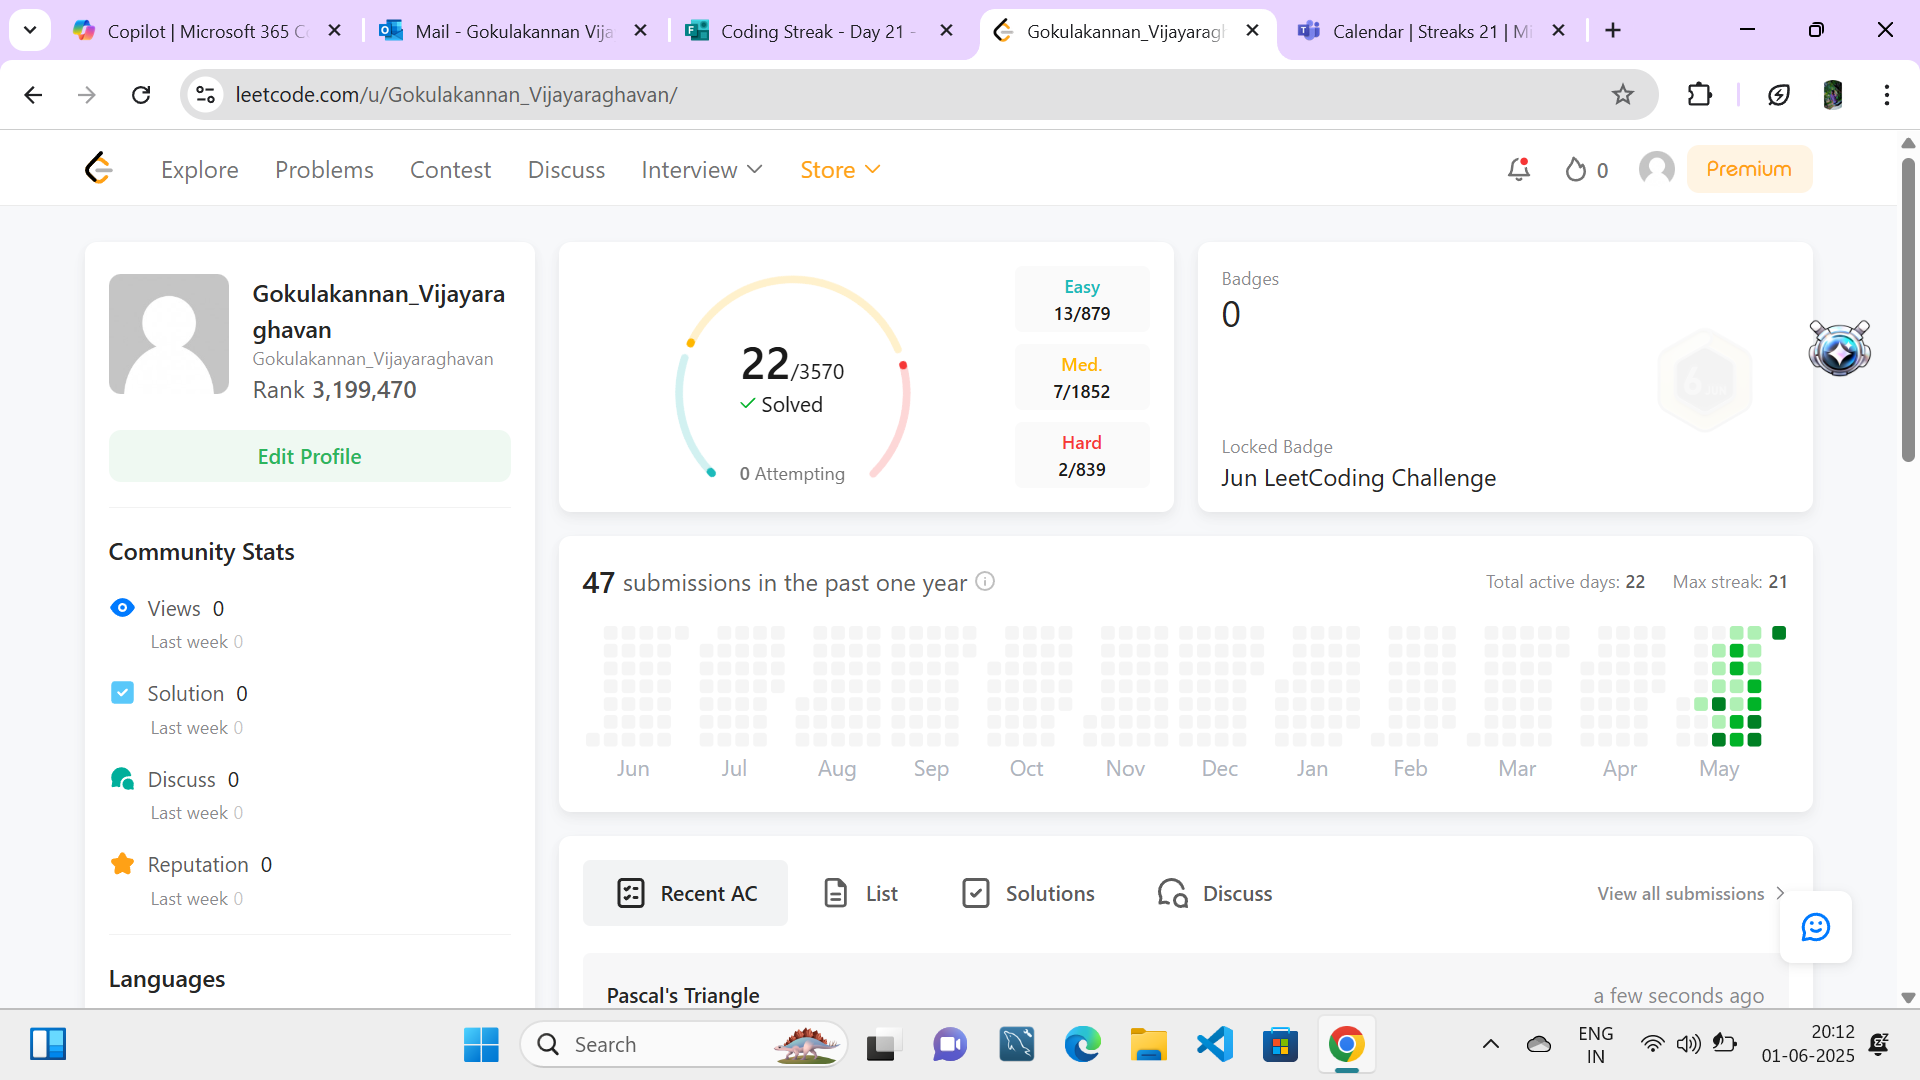 Copilot | Microsoft 365 C
Mail - Gokulakannan Vija
Coding Streak - Day 21 -
Gokulakannan_Vijayaragh
Calendar | Streaks 21 | Mi
leetcode.com/u/Gokulakannan_Vijayaraghavan/
Explore
Problems
Contest
Discuss
Interview
Store
0
Premium
Gokulakannan_Vijayara
ghavan
Gokulakannan_Vijayaraghavan
Rank 3,199,470
Edit Profile
Community Stats
Views 0
Last week 0
Solution 0
Last week 0
Discuss 0
Last week 0
Reputation 0
Last week 0
Languages
22/3570
Solved
0 Attempting
Easy
13/879
Med.
7/1852
Hard
2/839
Badges
0
Locked Badge
Jun LeetCoding Challenge
47 submissions in the past one year
Total active days: 22
Max streak: 21
Jun Jul Aug Sep Oct Nov Dec Jan Feb Mar Apr May
Recent AC
List
Solutions
Discuss
View all submissions
Pascal's Triangle
a few seconds ago
Search
ENG
IN
20:12
01-06-2025